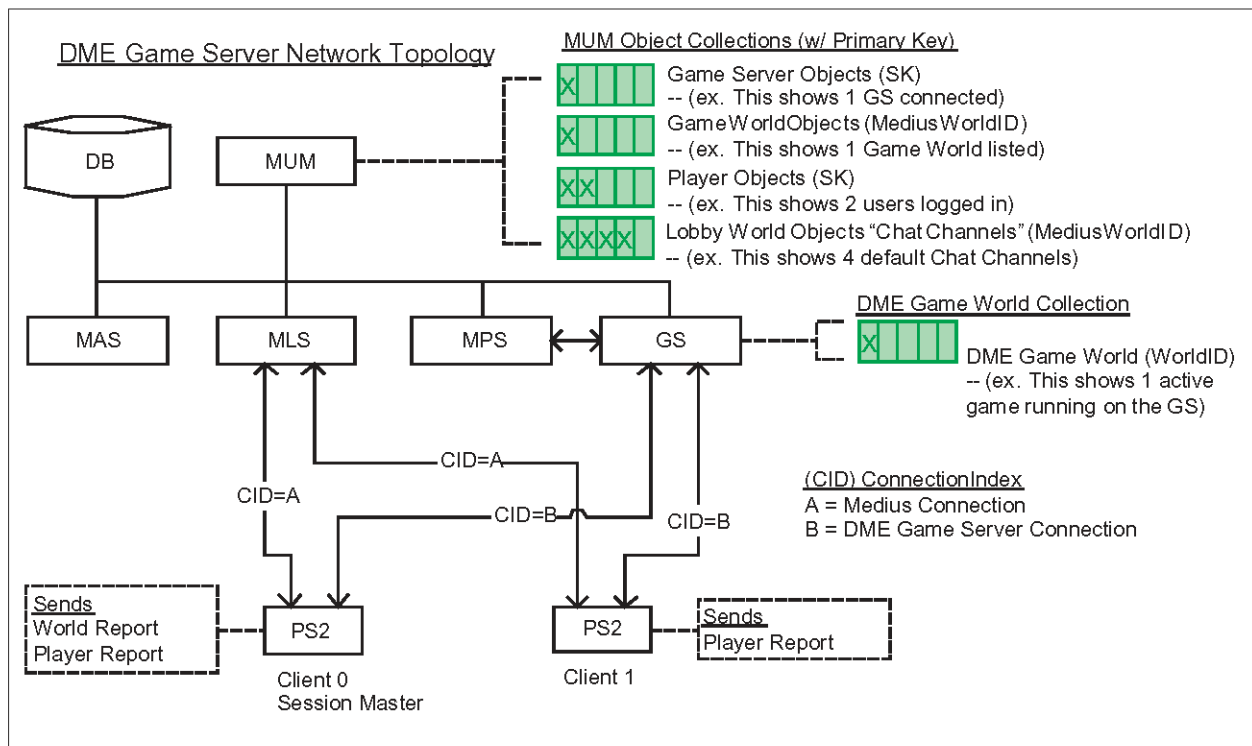 DME Game Server Network Topology
MUM Object Collections (w/ Primary Key)
X
Game Server Objects (SK)
-- (ex. This shows 1 GS connected)
X
GameWorldObjects (MediusWorldID)
-- (ex. This shows 1 Game World listed)
X X
Player Objects (SK)
-- (ex. This shows 2 users logged in)
X X X X
Lobby World Objects “Chat Channels” (MediusWorldID)
-- (ex. This shows 4 default Chat Channels)
DB
MUM
MAS
MLS
MPS
GS
DME Game World Collection
X
DME Game World (WorldID)
-- (ex. This shows 1 active
game running on the GS)
CID=A
CID=A
CID=B
CID=B
(CID) ConnectionIndex
A = Medius Connection
B = DME Game Server Connection
Sends
World Report
Player Report
PS2
Client 0
Session Master
PS2
Client 1
Sends
Player Report